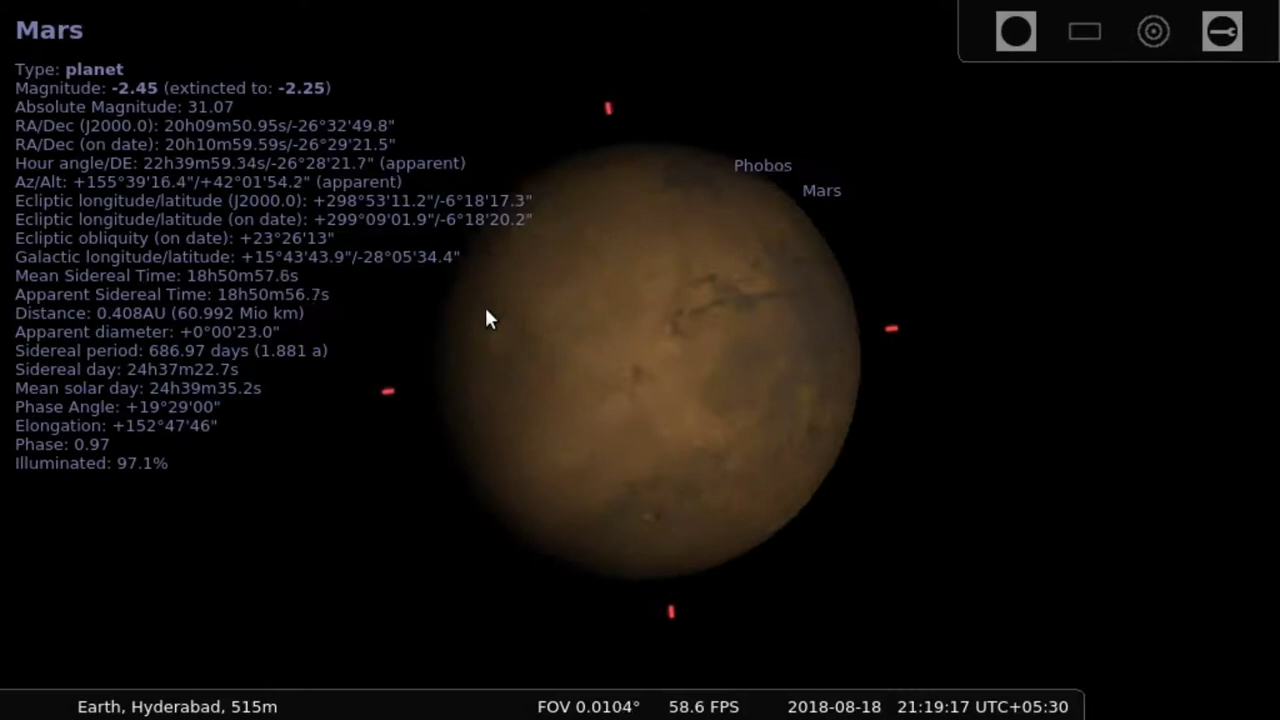 Mars
Type: planet
Magnitude: -2.45 (extincted to: -2.25)
Absolute Magnitude: 31.07
RA/Dec (J2000.0): 20h09m50.95s/-26°32'49.8"
RA/Dec (on date): 20h10m59.59s/-26°29'21.5"
Hour angle/DE: 22h39m59.34s/-26°28'21.7" (apparent)
Az/Alt: +155°39'16.4"/+42°01'54.2" (apparent)
Ecliptic longitude/latitude (J2000.0): +298°53'11.2"/-6°18'17.3"
Ecliptic longitude/latitude (on date): +299°09'01.9"/-6°18'20.2"
Ecliptic obliquity (on date): +23°26'13"
Galactic longitude/latitude: +15°43'43.9"/-28°05'34.4"
Mean Sidereal Time: 18h50m57.6s
Apparent Sidereal Time: 18h50m56.7s
Distance: 0.408AU (60.992 Mio km)
Apparent diameter: +0°00'23.0"
Sidereal period: 686.97 days (1.881 a)
Sidereal day: 24h37m22.7s
Mean solar day: 24h39m35.2s
Phase Angle: +19°29'00"
Elongation: +152°47'46"
Phase: 0.97
Illuminated: 97.1%
Phobos
Mars
Earth, Hyderabad, 515m FOV 0.0104° 58.6 FPS 2018-08-18 21:19:17 UTC+05:30